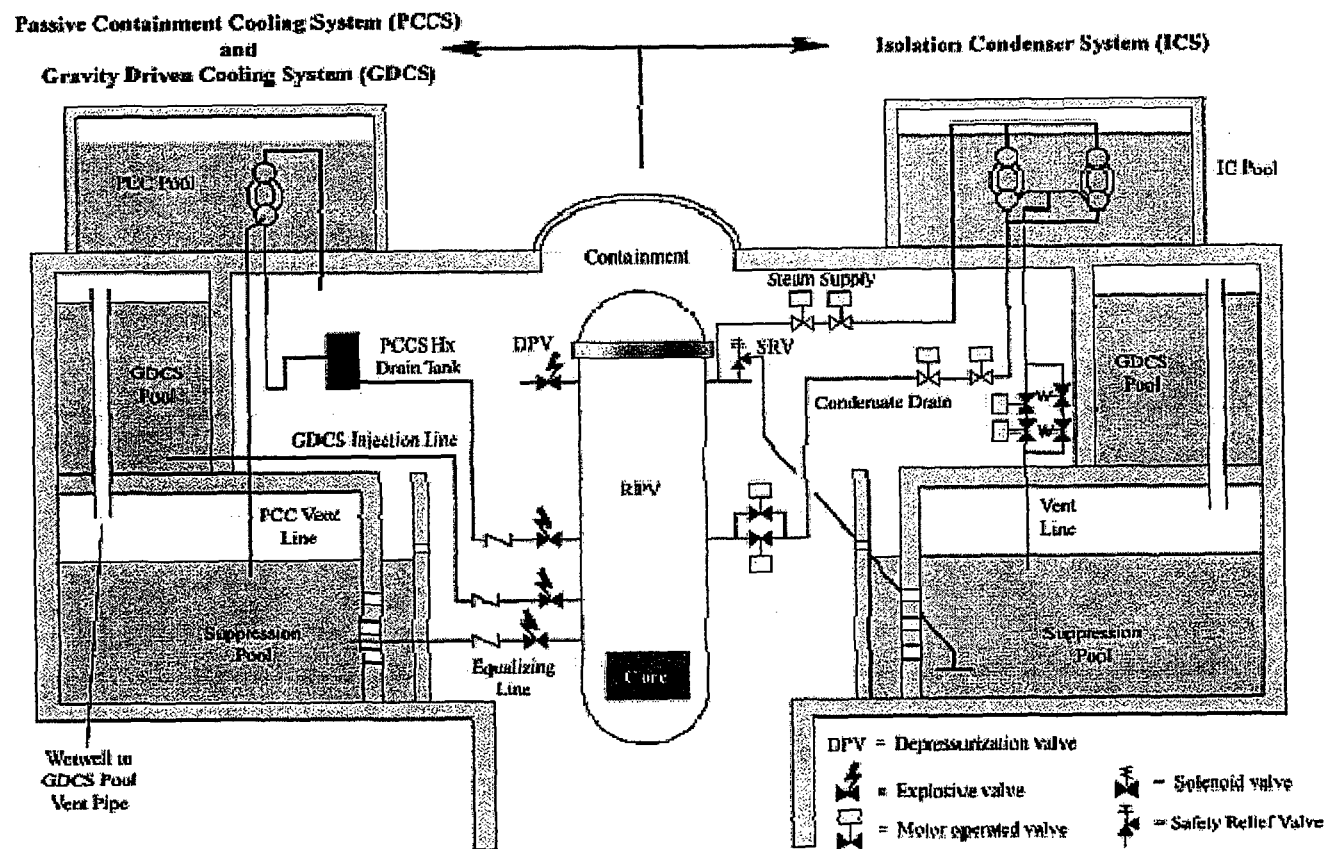 Passive Containment Cooling System (PCCS)
and
Gravity Driven Cooling System (GDCS)
Isolation Condenser System (ICS)
PCC Pool
IC Pool
Containment
Steam Supply
GDCS
Pool
PCCS Hx
Drain Tank
DPV
SRV
GDCS
Pool
Condensate Drain
GDCS Injection Line
RPV
PCC Vent
Line
Vent
Line
Suppression
Pool
Suppression
Pool
Equalizing
Line
Core
Wetwell to
GDCS Pool
Vent Pipe
DPV = Depressurization valve
= Explosive valve
= Solenoid valve
= Motor operated valve
= Safety Relief Valve